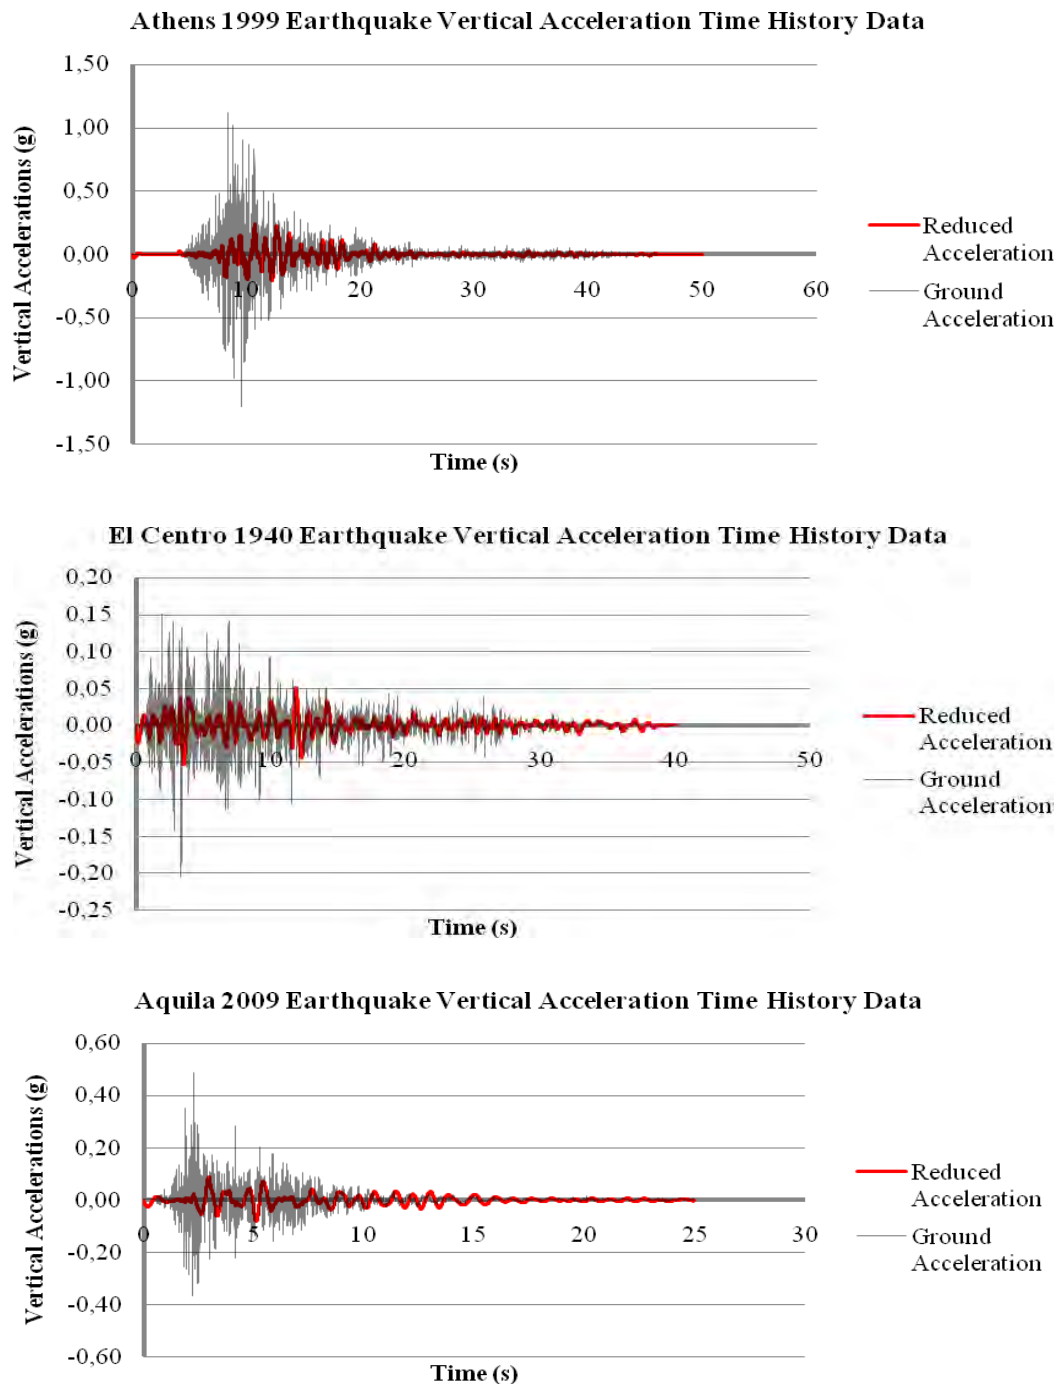 Athens 1999 Earthquake Vertical Acceleration Time History Data
Vertical Accelerations (g)
1,50
1,00
0,50
0,00
-0,50
-1,00
-1,50
0 10 20 30 40 50 60
Time (s)
Reduced
Acceleration
Ground
Acceleration
El Centro 1940 Earthquake Vertical Acceleration Time History Data
Vertical Accelerations (g)
0,20
0,15
0,10
0,05
0,00
-0,05
-0,10
-0,15
-0,20
-0,25
0 10 20 30 40 50
Time (s)
Reduced
Acceleration
Ground
Acceleration
Aquila 2009 Earthquake Vertical Acceleration Time History Data
Vertical Accelerations (g)
0,60
0,40
0,20
0,00
-0,20
-0,40
-0,60
0 5 10 15 20 25 30
Time (s)
Reduced
Acceleration
Ground
Acceleration